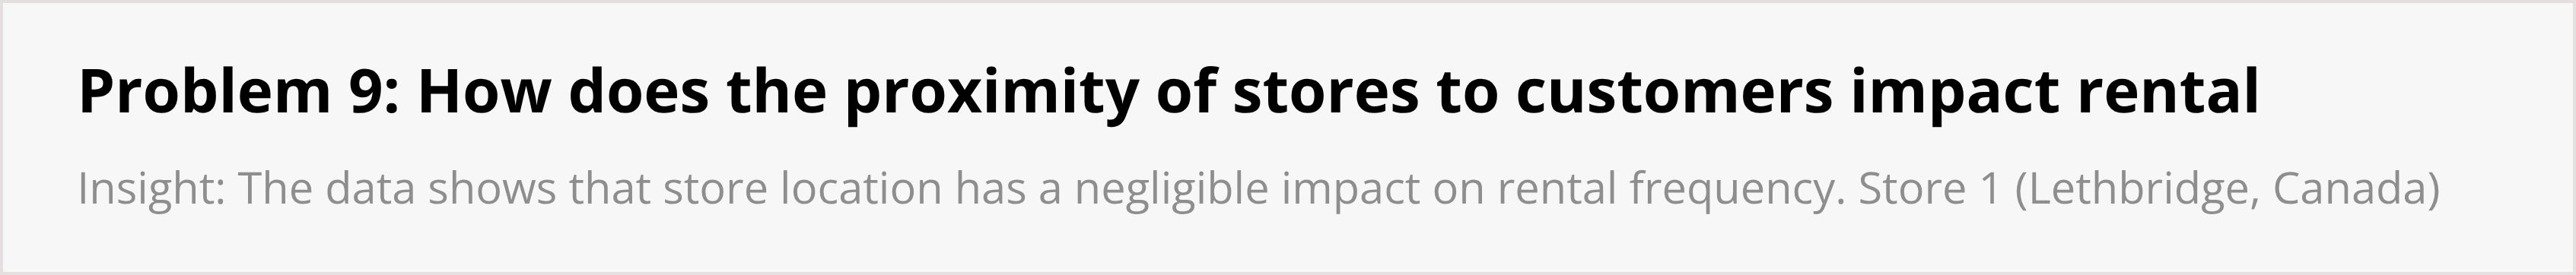 Problem 9: How does the proximity of stores to customers impact rental
Insight: The data shows that store location has a negligible impact on rental frequency. Store 1 (Lethbridge, Canada)